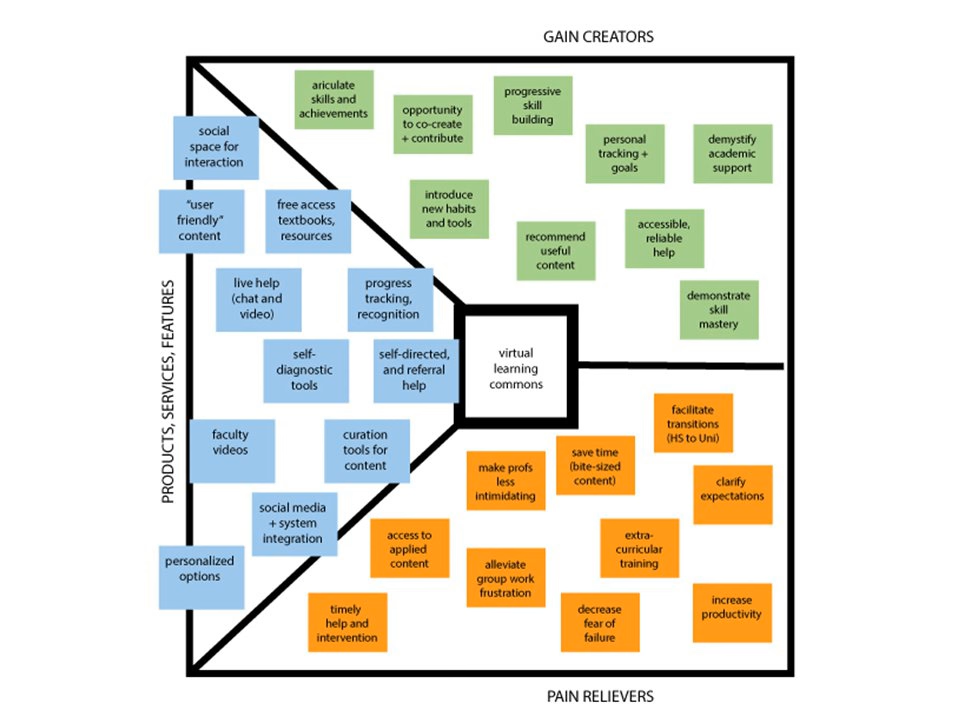 GAIN CREATORS
ariculate
skills and
achievements
opportunity
to co-create
+ contribute
progressive
skill
building
personal
tracking +
goals
demystify
academic
support
introduce
new habits
and tools
recommend
useful
content
accessible,
reliable
help
demonstrate
skill
mastery
PRODUCTS, SERVICES, FEATURES
social
space for
interaction
“user
friendly”
content
free access
textbooks,
resources
live help
(chat and
video)
progress
tracking,
recognition
self-
diagnostic
tools
self-directed,
and referral
help
faculty
videos
curation
tools for
content
social media
+ system
integration
personalized
options
virtual
learning
commons
facilitate
transitions
(HS to Uni)
save time
(bite-sized
content)
make profs
less
intimidating
clarify
expectations
access to
applied
content
extra-
curricular
training
alleviate
group work
frustration
timely
help and
intervention
decrease
fear of
failure
increase
productivity
PAIN RELIEVERS